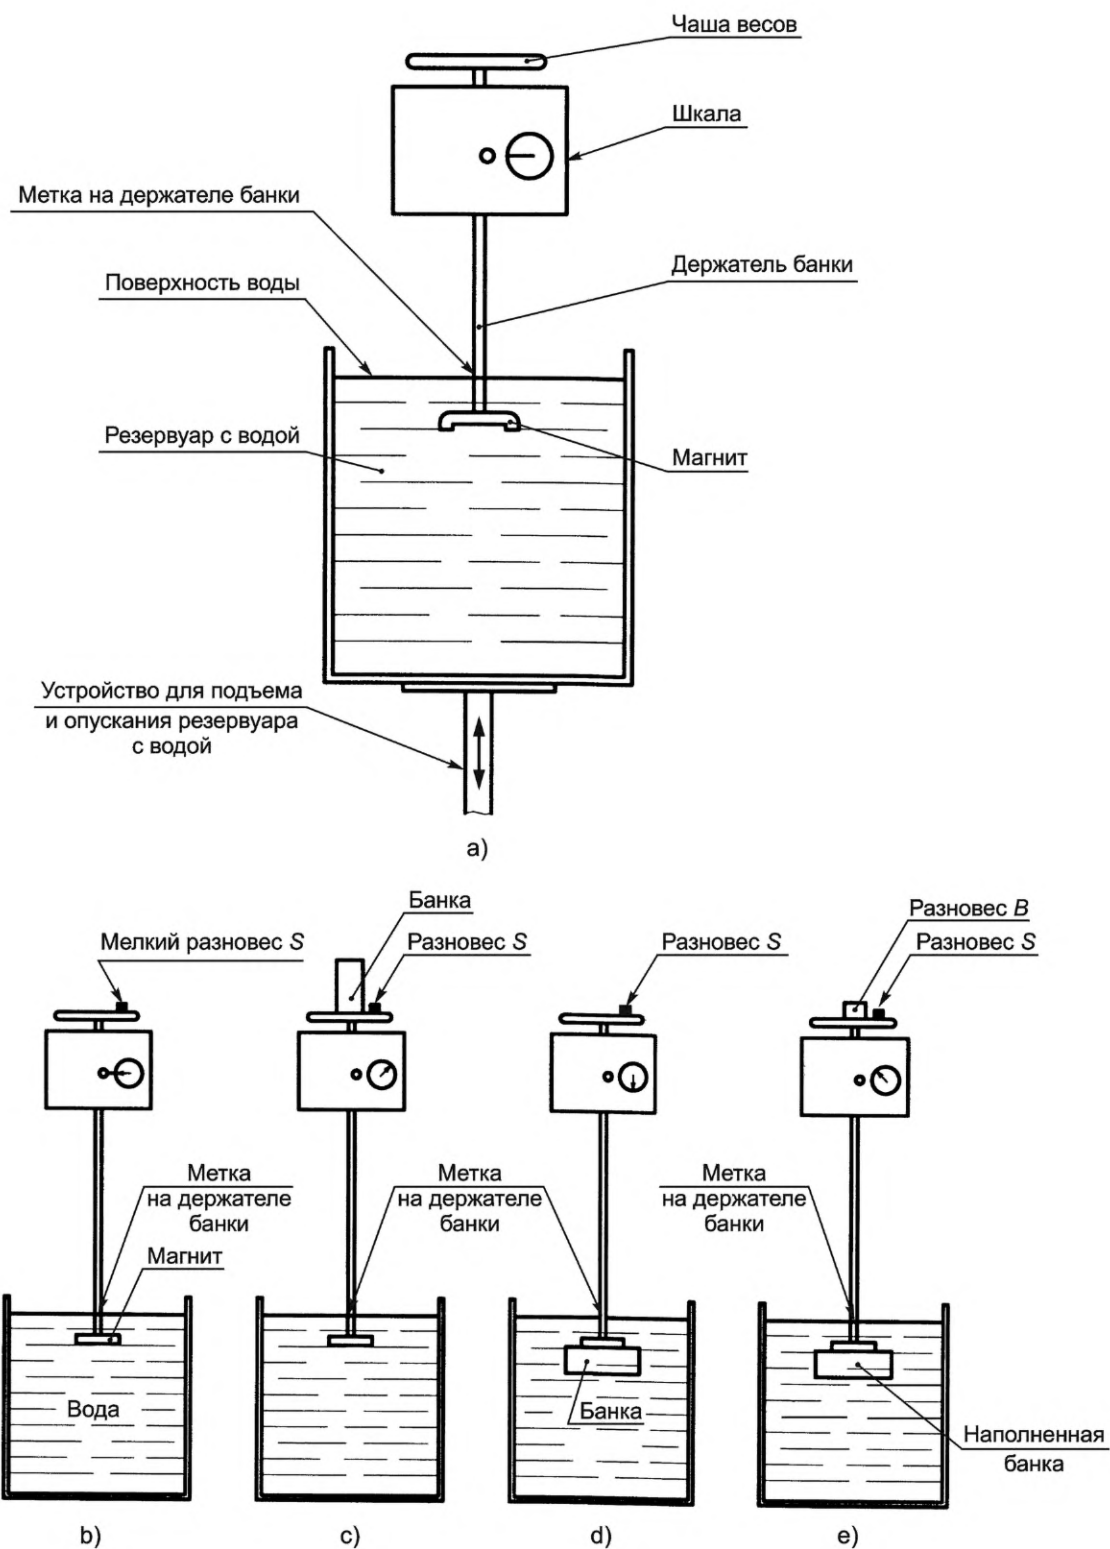 Чаша весов
Шкала
Метка на держателе банки
Держатель банки
Поверхность воды
Резервуар с водой
Магнит
Устройство для подъема
и опускания резервуара
с водой
a)
Мелкий разновес S
Банка
Разновес S
Разновес S
Разновес B
Разновес S
Метка
на держателе
банки
Магнит
Метка
на держателе
банки
Метка
на держателе
банки
Вода
Банка
Наполненная
банка
b)
c)
d)
e)